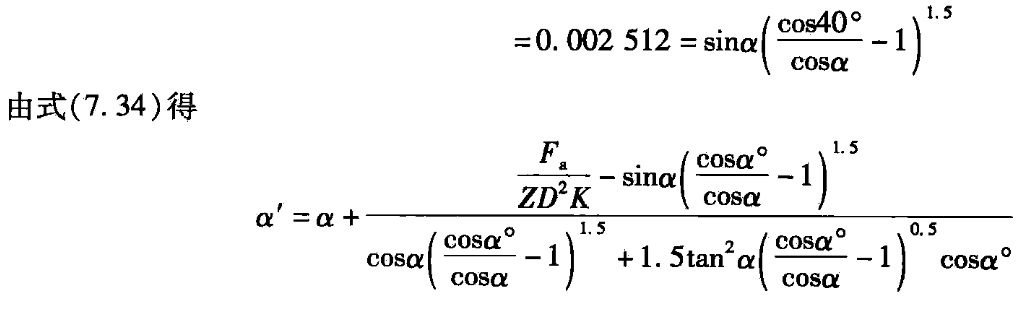 =0. 002 512 = sinα(cos40°/cosα − 1)^1.5
由式(7. 34)得
α′ = α + (F_a/(ZD²K) − sinα(cosα°/cosα − 1)^1.5)/(cosα(cosα°/cosα − 1)^1.5 + 1. 5tan²α(cosα°/cosα − 1)^0.5 cosα°)